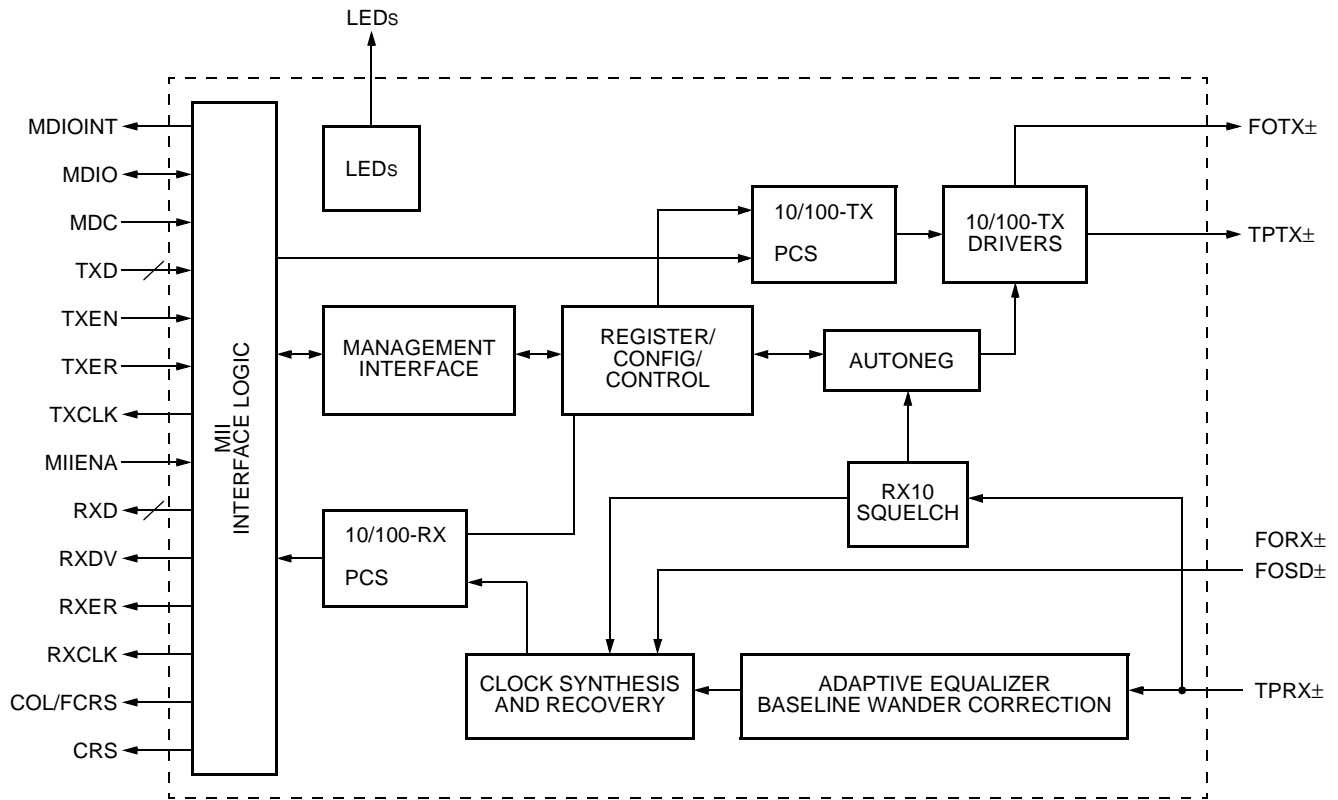 LEDs
MDIOINT
MDIO
MDC
TXD
TXEN
TXER
TXCLK
MIIENA
RXD
RXDV
RXER
RXCLK
COL/FCRS
CRS
MII
INTERFACE LOGIC
LEDs
10/100-TX
PCS
10/100-TX
DRIVERS
FOTX±
TPTX±
MANAGEMENT
INTERFACE
REGISTER/
CONFIG/
CONTROL
AUTONEG
RX10
SQUELCH
10/100-RX
PCS
FORX±
FOSD±
CLOCK SYNTHESIS
AND RECOVERY
ADAPTIVE EQUALIZER
BASELINE WANDER CORRECTION
TPRX±